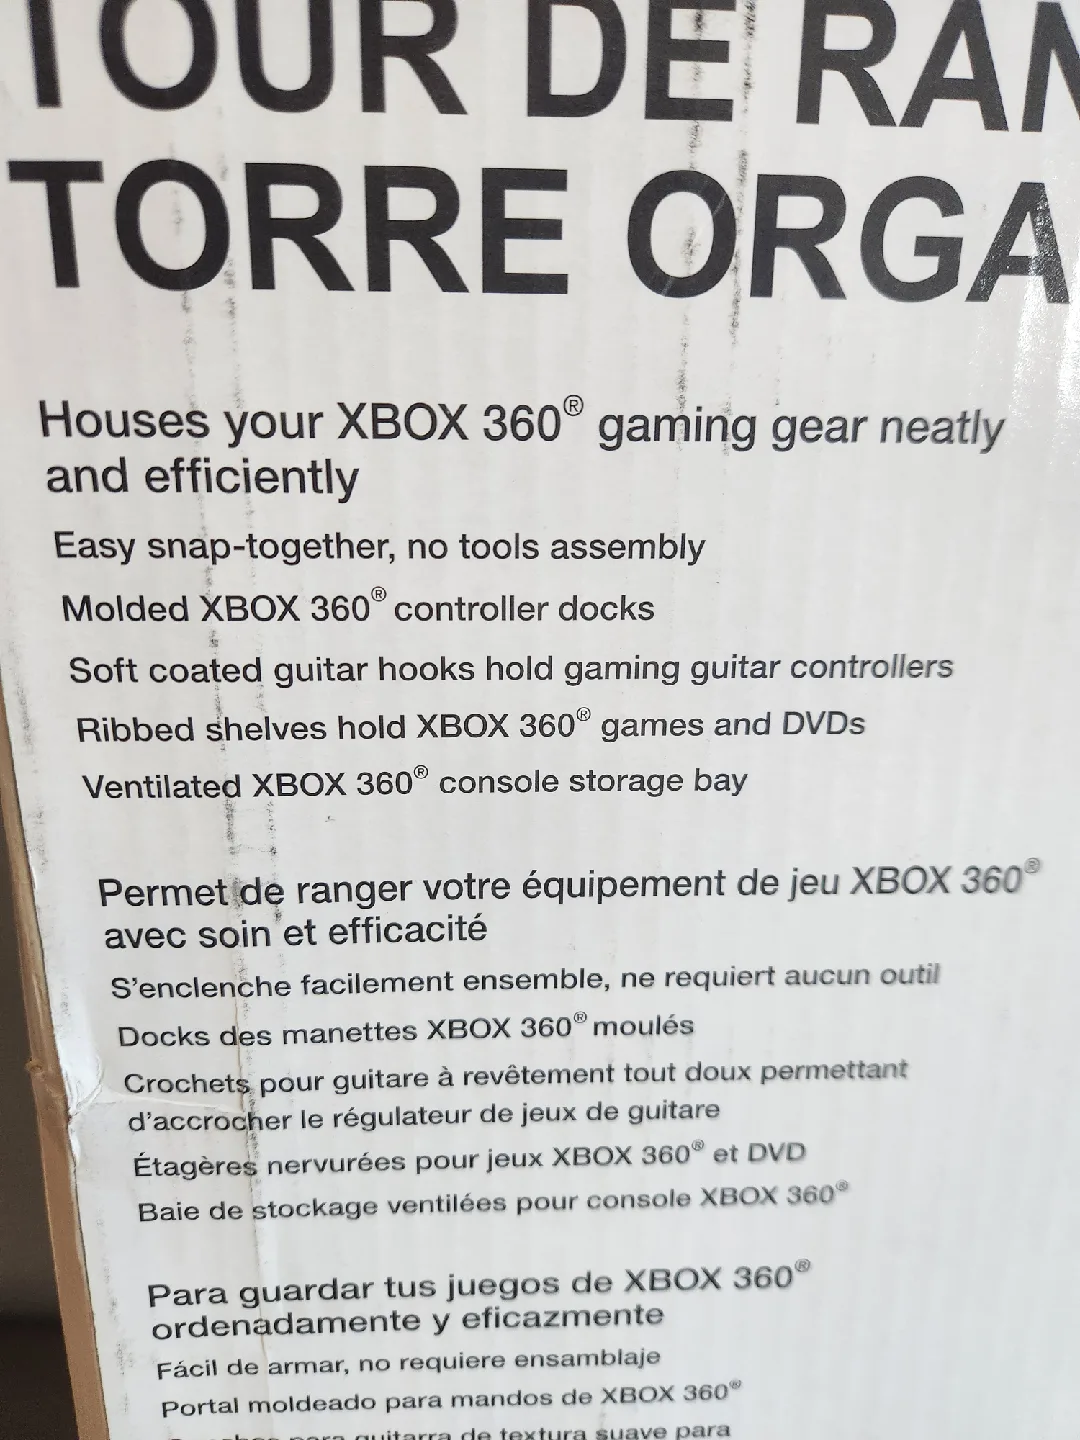 TOUR DE RAN
TORRE ORGA
Houses your XBOX 360® gaming gear neatly
and efficiently
Easy snap-together, no tools assembly
Molded XBOX 360® controller docks
Soft coated guitar hooks hold gaming guitar controllers
Ribbed shelves hold XBOX 360® games and DVDs
Ventilated XBOX 360® console storage bay
Permet de ranger votre équipement de jeu XBOX 360®
avec soin et efficacité
S'enclenche facilement ensemble, ne requiert aucun outil
Docks des manettes XBOX 360® moulés
Crochets pour guitare à revêtement tout doux permettant
d'accrocher le régulateur de jeux de guitare
Étagères nervurées pour jeux XBOX 360® et DVD
Baie de stockage ventilées pour console XBOX 360®
Para guardar tus juegos de XBOX 360®
ordenadamente y eficazmente
Fácil de armar, no requiere ensamblaje
Portal moldeado para mandos de XBOX 360®
para guitarra de textura suave para